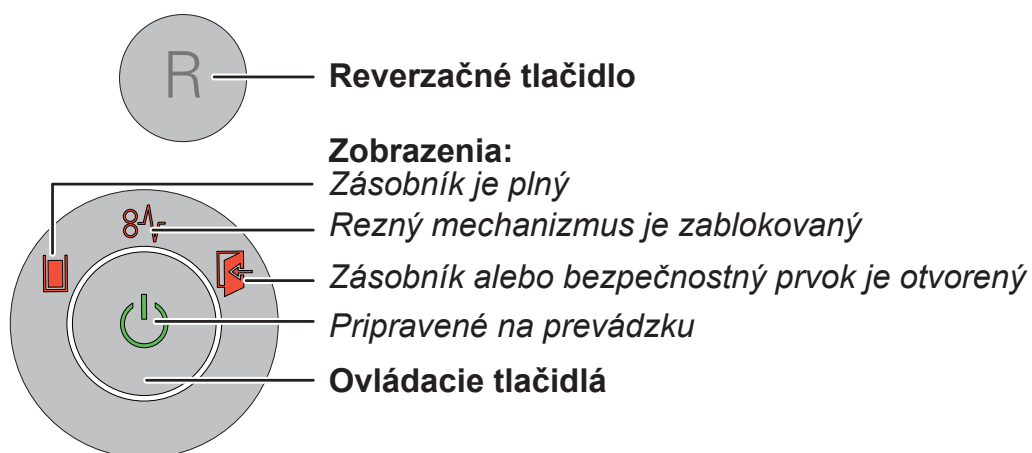 R
Reverzačné tlačidlo
Zobrazenia:
Zásobník je plný
Rezný mechanizmus je zablokovaný
Zásobník alebo bezpečnostný prvok je otvorený
Pripravené na prevádzku
Ovládacie tlačidlá